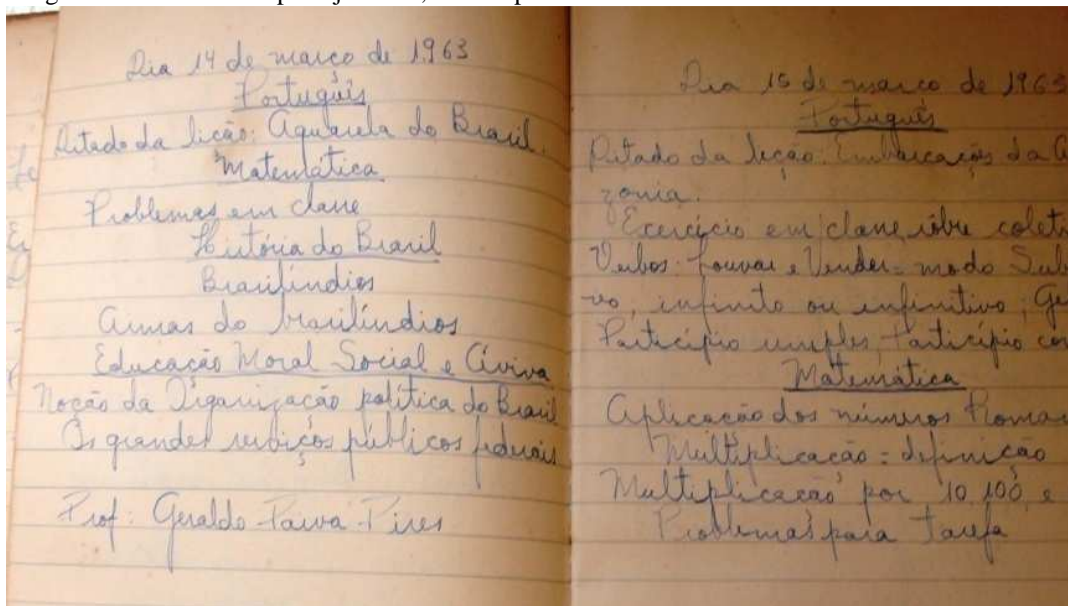 Dia 14 de março de 1963
Português
Ditado da lição: Aquarela do Brasil.
Matemática
Problemas em classe
História do Brasil
Brasilíndios
Armas do brasilíndios
Educação Moral Social e Cíviva
Noção da Organização política do Brasil
Os grandes serviços públicos federais
Prof: Geraldo Paiva Pires
Dia 15 de março de 1963
Português
Ditado da lição: Embarcações da A
zonia.
Exercício em classe sôbre coleti
Verbos: Louvar e Vender = modo Sub
vo, infinito ou infinitivo; Ge
Particípio simples, Particípio com
Matemática
Aplicação dos números Roma
Multiplicação = definição
Multiplicação por 10, 100, e
Problemas para Tarefa